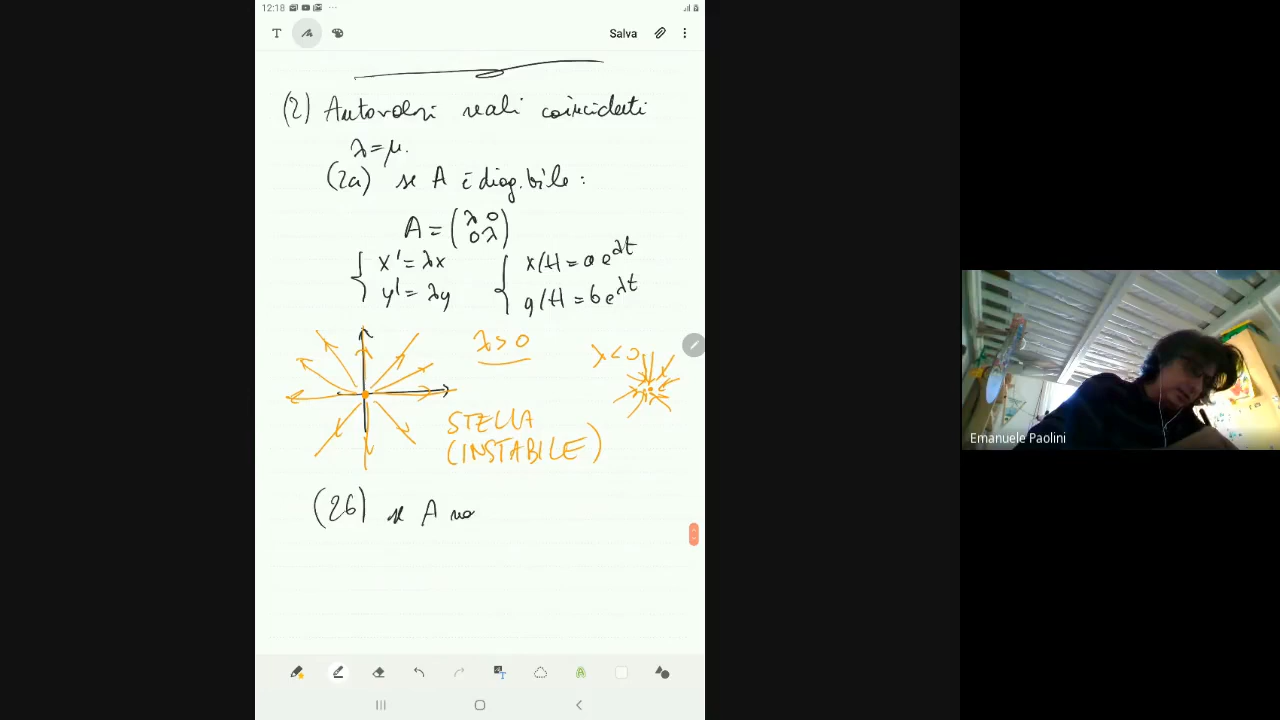 12:18
T
Salva
(2) Autovalori reali coincidenti
λ=μ.
(2a) se A è diag.bile :
A = (λ 0
0 λ)
x' = λx
x(t) = a e^λt
y' = λy
y(t) = b e^λt
λ > 0
λ < 0
STELLA
(INSTABILE)
(2b) se A no
Emanuele Paolini